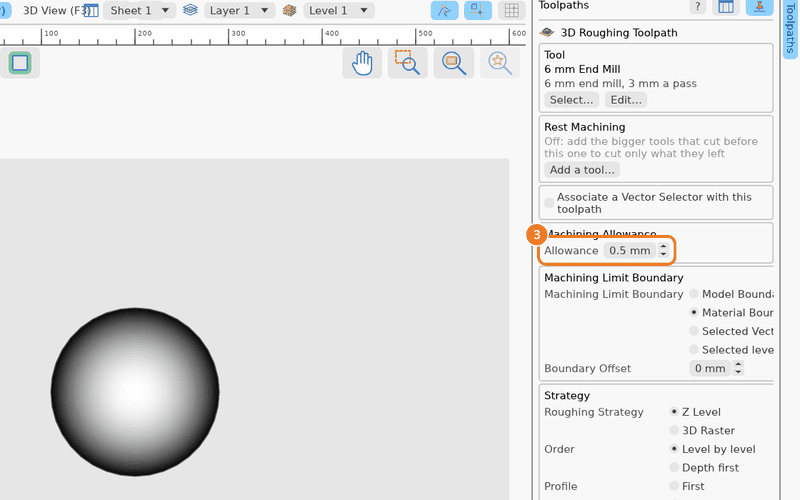 3D View (F3)
Sheet 1
Layer 1
Level 1
100
200
300
400
500
600
Toolpaths
?
Toolpaths
3D Roughing Toolpath
Tool
6 mm End Mill
6 mm end mill, 3 mm a pass
Select...
Edit...
Rest Machining
Off: add the bigger tools that cut before
this one to cut only what they left
Add a tool...
Associate a Vector Selector with this
toolpath
Machining Allowance
3
Allowance 0.5 mm
Machining Limit Boundary
Machining Limit Boundary
Model Bounda
Material Bour
Selected Vect
Selected leve
Boundary Offset 0 mm
Strategy
Roughing Strategy Z Level
3D Raster
Order Level by level
Depth first
Profile First